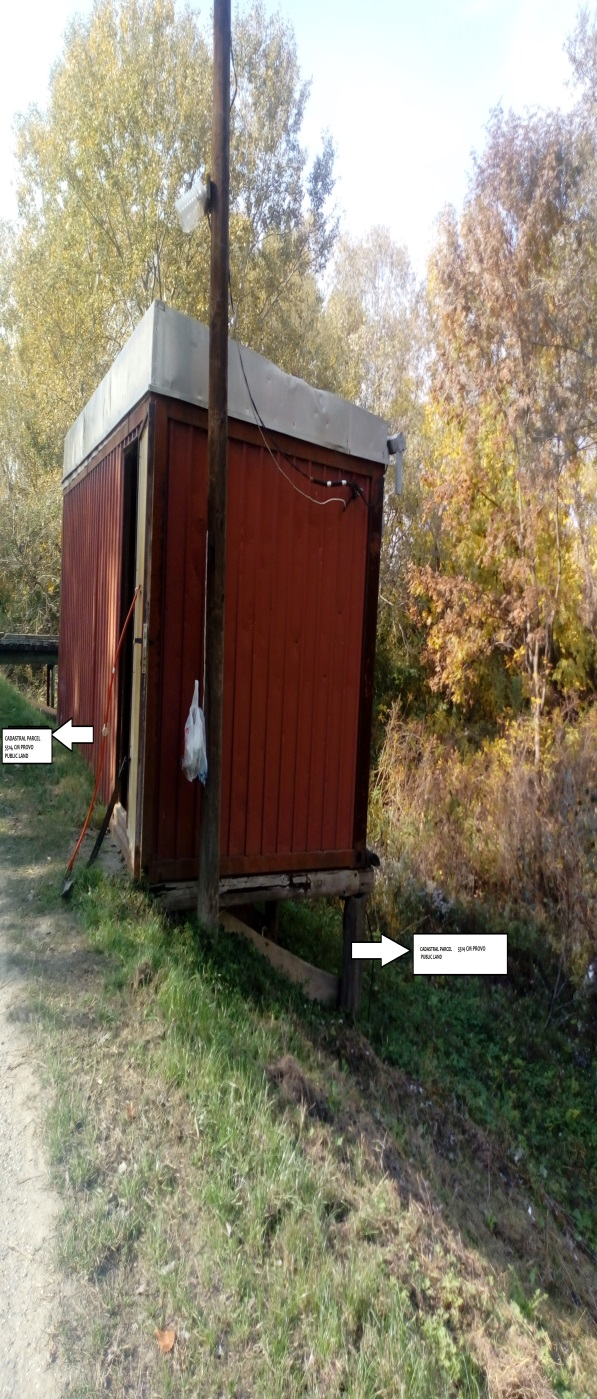 CADASTRAL PARCEL
5514 CM PROVO
PUBLIC LAND
CADASTRAL PARCEL 5514 CM PROVO
PUBLIC LAND